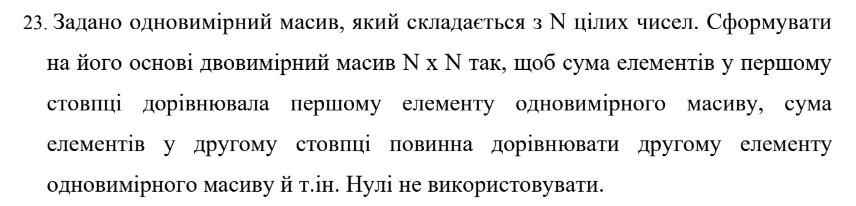 23. Задано одновимірний масив, який складається з N цілих чисел. Сформувати
на його основі двовимірний масив N x N так, щоб сума елементів у першому
стовпці дорівнювала першому елементу одновимірного масиву, сума
елементів у другому стовпці повинна дорівнювати другому елементу
одновимірного масиву й т.ін. Нулі не використовувати.